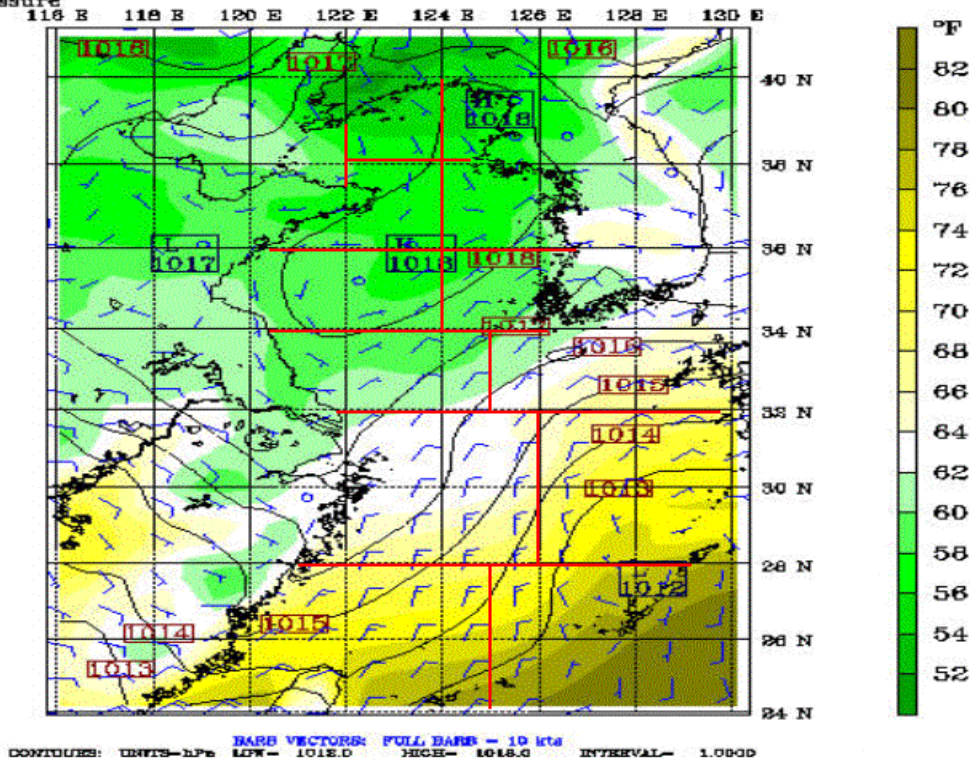 ssure
116 E 118 E 120 E 122 E 124 E 126 E 128 E 130 E
°F
1016 1017 1016
82
40 N
80
H
1018
78
38 N
76
74
L
1017
H
1018
1018
36 N
72
70
34 N
1016
68
1015
66
32 N
64
1014
62
30 N
1013
60
58
28 N
1012
56
1015
1014
26 N
54
1013
52
24 N
BARB VECTORS: FULL BARB = 10 kts
CONTOURS: UNITS=hPa LOW= 1012.0 HIGH= 1018.0 INTERVAL= 1.0000